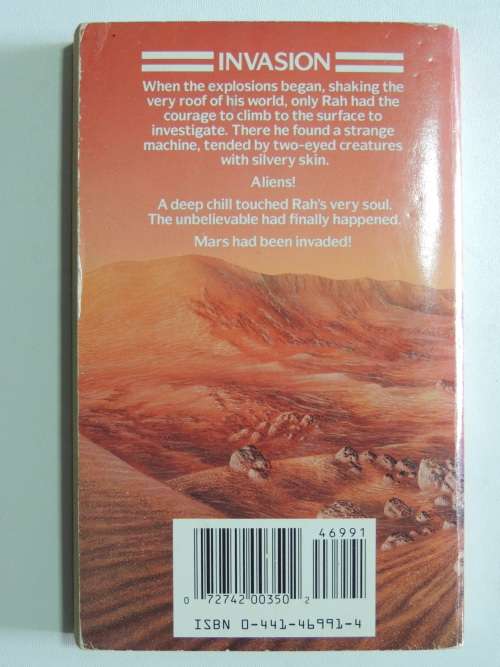 INVASION
When the explosions began, shaking the
very roof of his world, only Rah had the
courage to climb to the surface to
investigate. There he found a strange
machine, tended by two-eyed creatures
with silvery skin.
Aliens!
A deep chill touched Rah's very soul.
The unbelievable had finally happened.
Mars had been invaded!
46991
0 72742 00350 2
ISBN 0-441-46991-4